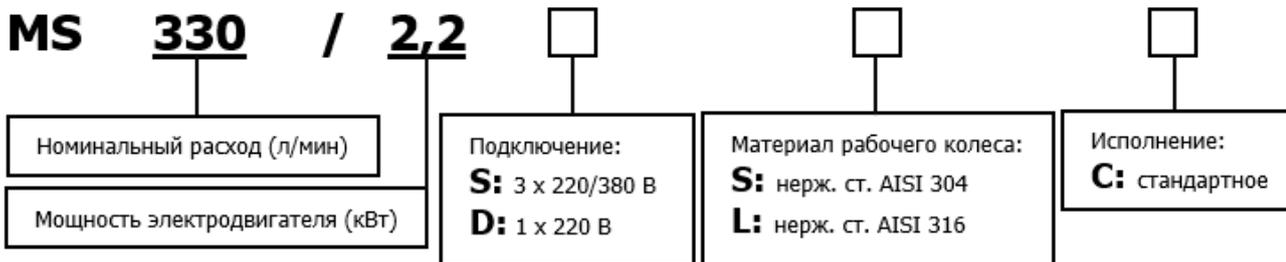 MS 330 / 2,2
Номинальный расход (л/мин)
Мощность электродвигателя (кВт)
Подключение:
S: 3 x 220/380 В
D: 1 x 220 В
Материал рабочего колеса:
S: нерж. ст. AISI 304
L: нерж. ст. AISI 316
Исполнение:
C: стандартное